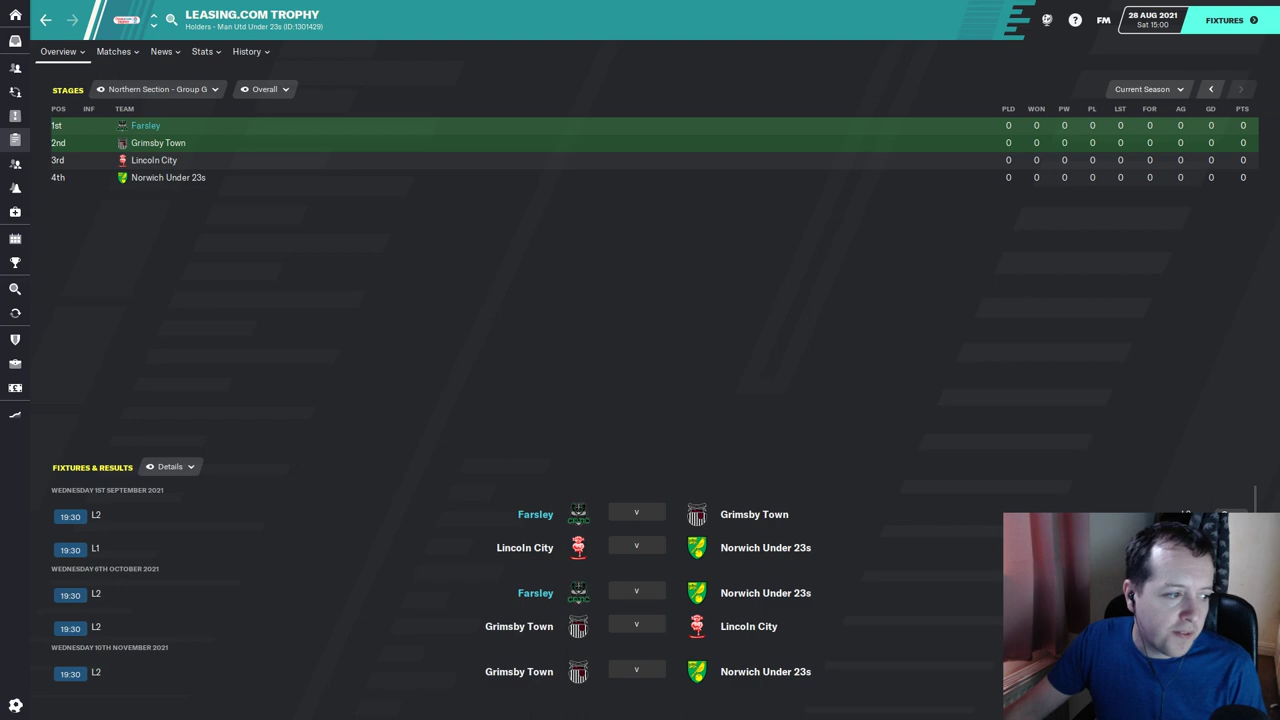 LEASING.COM TROPHY
Holders - Man Utd Under 23s (ID:1301429)
FM
28 AUG 2021
Sat 15:00
FIXTURES
Overview Matches News Stats History
STAGES Northern Section - Group G Overall Current Season
POS INF TEAM PLD WON PW PL LST FOR AG GD PTS
1st Farsley 0 0 0 0 0 0 0 0 0
2nd Grimsby Town 0 0 0 0 0 0 0 0 0
3rd Lincoln City 0 0 0 0 0 0 0 0 0
4th Norwich Under 23s 0 0 0 0 0 0 0 0 0
FIXTURES & RESULTS Details
WEDNESDAY 1ST SEPTEMBER 2021
19:30 L2 Farsley v Grimsby Town
19:30 L1 Lincoln City v Norwich Under 23s
WEDNESDAY 6TH OCTOBER 2021
19:30 L2 Farsley v Norwich Under 23s
19:30 L2 Grimsby Town v Lincoln City
WEDNESDAY 10TH NOVEMBER 2021
19:30 L2 Grimsby Town v Norwich Under 23s